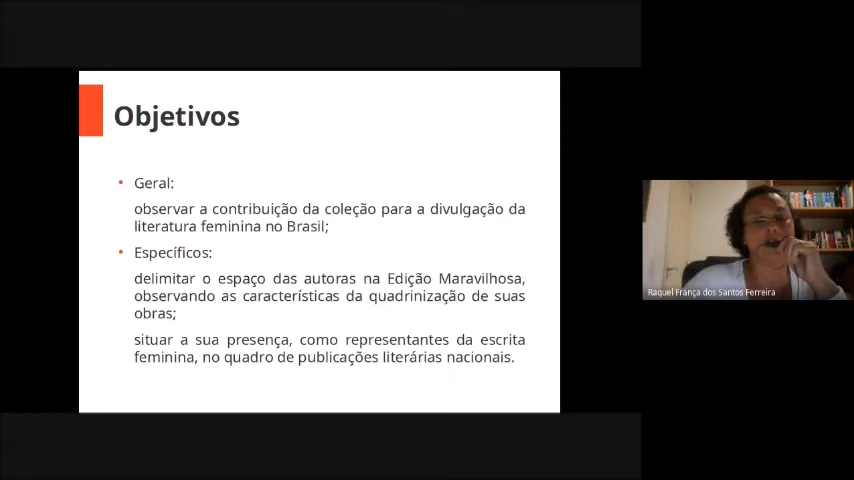 Objetivos
• Geral:
observar a contribuição da coleção para a divulgação da
literatura feminina no Brasil;
• Específicos:
delimitar o espaço das autoras na Edição Maravilhosa,
observando as características da quadrinização de suas
obras;
situar a sua presença, como representantes da escrita
feminina, no quadro de publicações literárias nacionais.
Raquel França dos Santos Ferreira